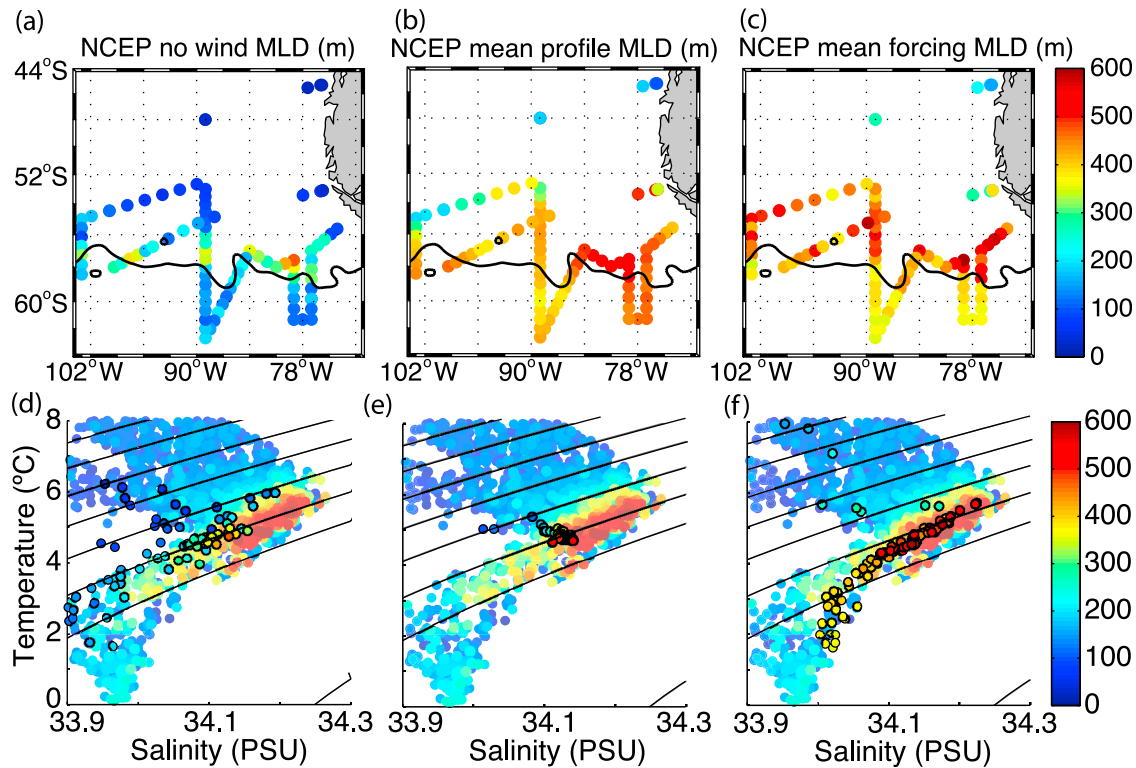 (a) (b) (c)
NCEP no wind MLD (m) NCEP mean profile MLD (m) NCEP mean forcing MLD (m)
44°S 600
500
52°S 400
300
200
60°S 100
0
102°W 90°W 78°W 102°W 90°W 78°W 102°W 90°W 78°W
(d) (e) (f)
8 600
6 500
400
4 300
2 200
100
0 0
Temperature (ºC)
33.9 34.1 34.3 33.9 34.1 34.3 33.9 34.1 34.3
Salinity (PSU) Salinity (PSU) Salinity (PSU)